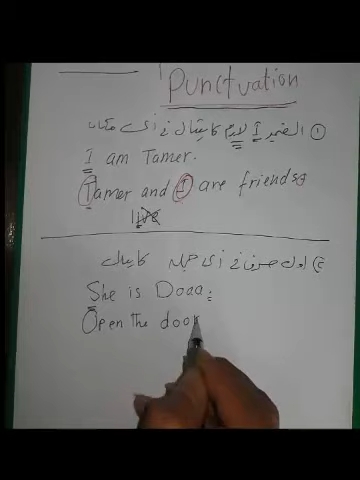 Punctuation
① الضمير I لازم كابيتال في أي مكان
I am Tamer.
Tamer and I are friends
live
② أول حرف في أي جملة كابيتال
She is Doaa.
Open the door